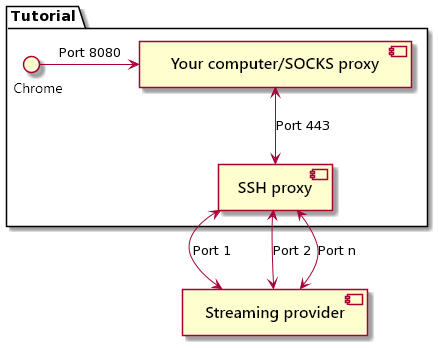 Tutorial
Port 8080
Your computer/SOCKS proxy
Chrome
Port 443
SSH proxy
Port 1
Port 2
Port n
Streaming provider